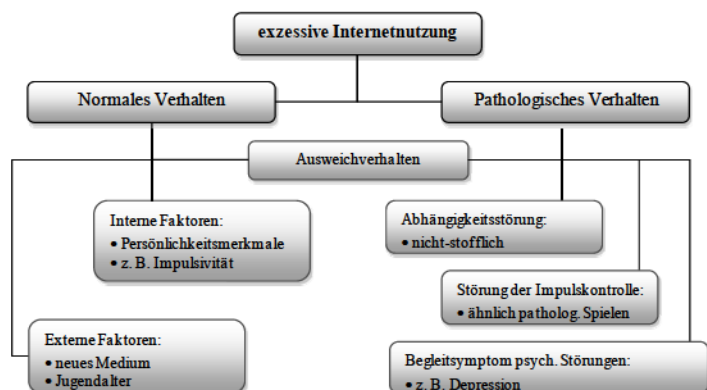 exzessive Internetnutzung
Normales Verhalten
Pathologisches Verhalten
Ausweichverhalten
Interne Faktoren:
• Persönlichkeitsmerkmale
• z. B. Impulsivität
Abhängigkeitsstörung:
• nicht-stofflich
Störung der Impulskontrolle:
• ähnlich patholog. Spielen
Externe Faktoren:
• neues Medium
• Jugendalter
Begleitsymptom psych. Störungen:
• z. B. Depression